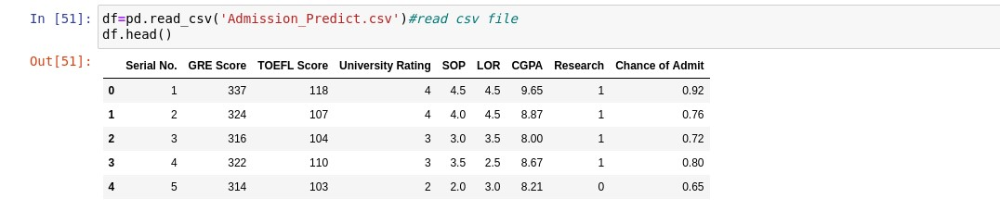 In [51]: df=pd.read_csv('Admission_Predict.csv')#read csv file
df.head()
Out[51]:
Serial No. GRE Score TOEFL Score University Rating SOP LOR CGPA Research Chance of Admit
0 1 337 118 4 4.5 4.5 9.65 1 0.92
1 2 324 107 4 4.0 4.5 8.87 1 0.76
2 3 316 104 3 3.0 3.5 8.00 1 0.72
3 4 322 110 3 3.5 2.5 8.67 1 0.80
4 5 314 103 2 2.0 3.0 8.21 0 0.65